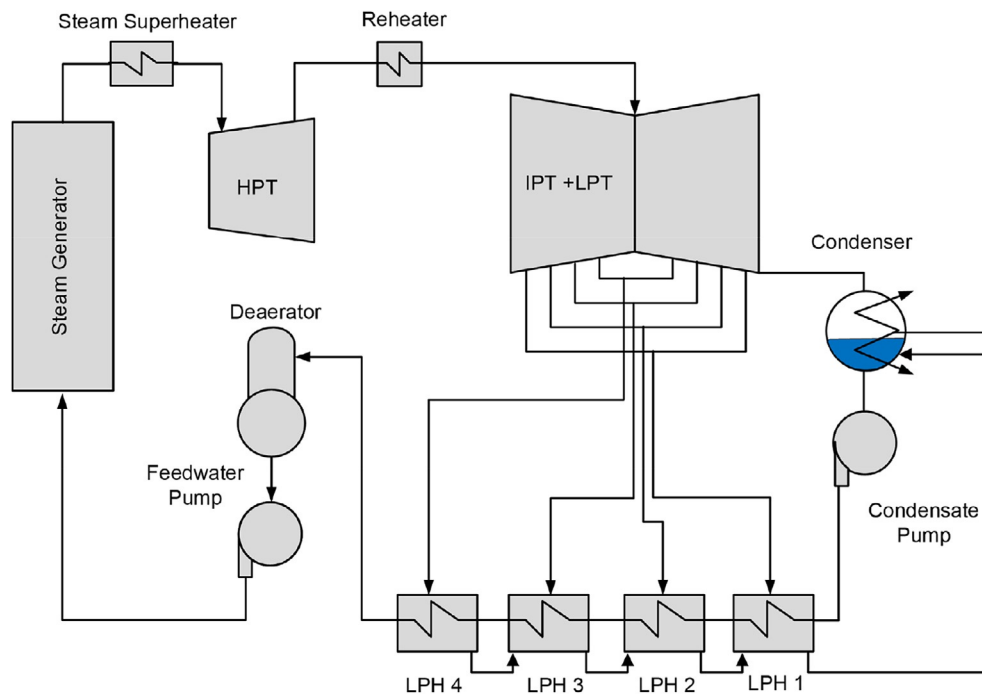 Steam Superheater
Reheater
HPT
IPT +LPT
Steam Generator
Condenser
Deaerator
Feedwater
Pump
Condensate
Pump
LPH 4
LPH 3
LPH 2
LPH 1